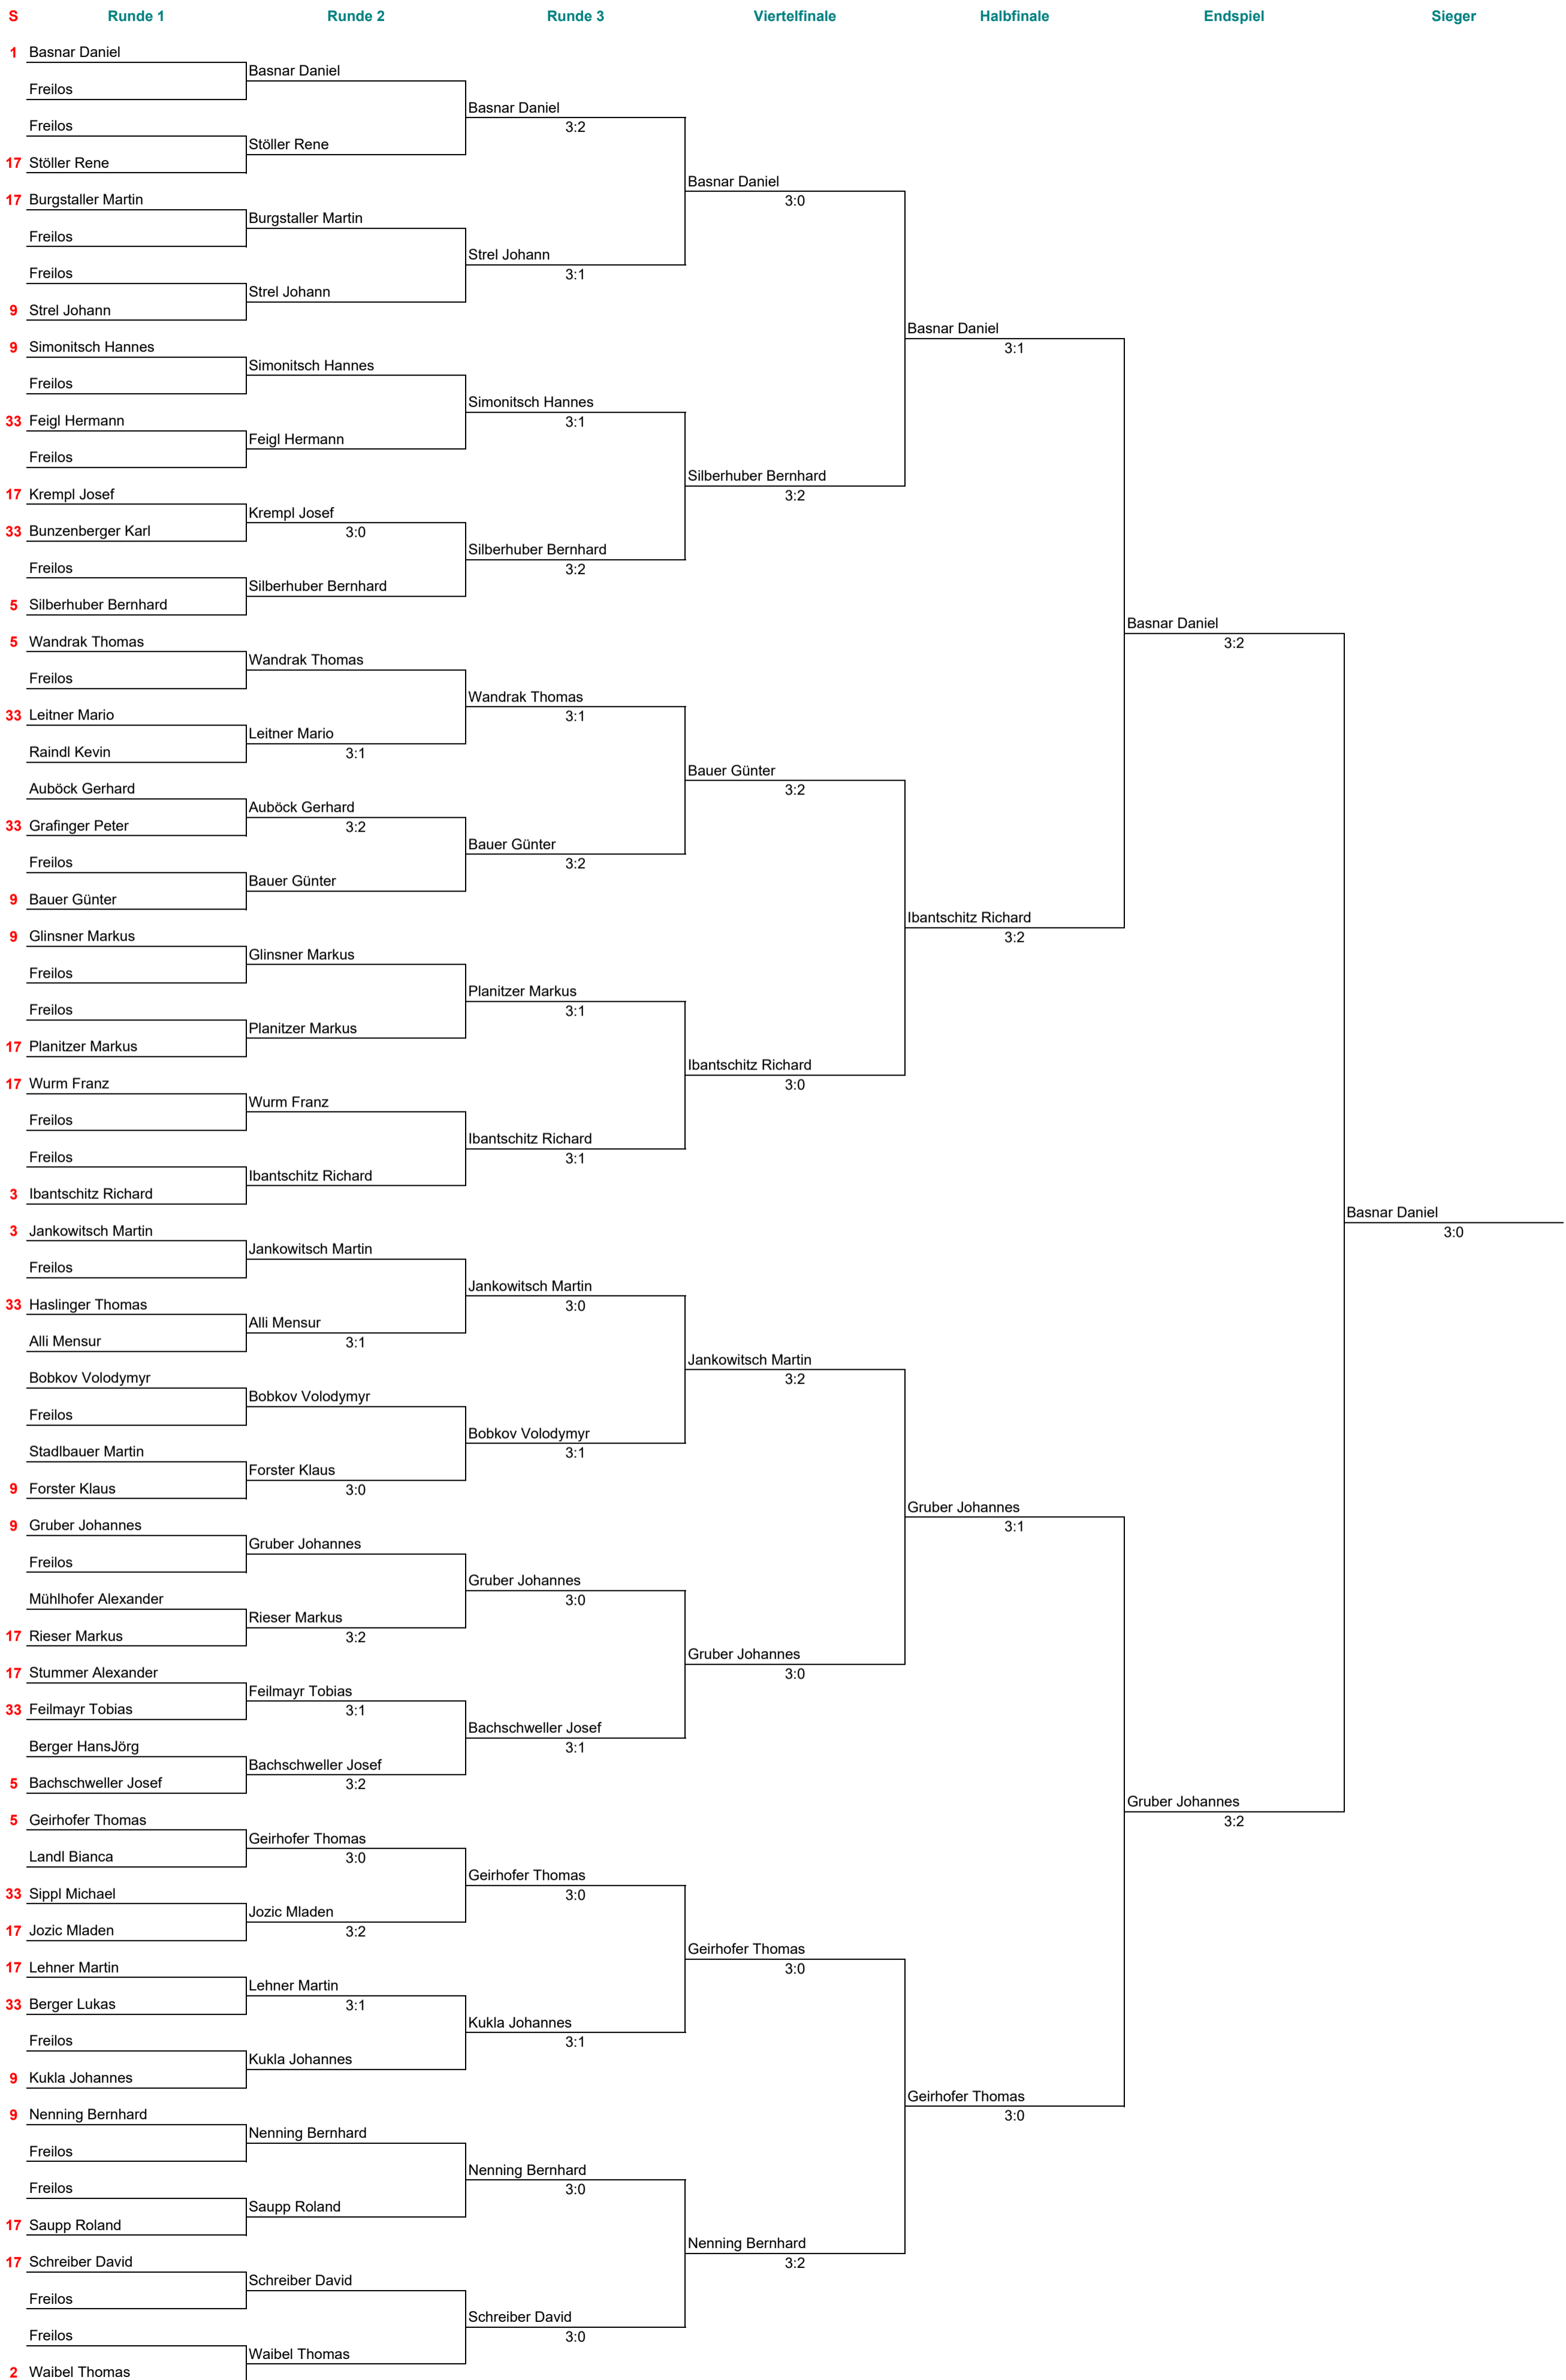 S Runde 1 Runde 2 Runde 3 Viertelfinale Halbfinale Endspiel Sieger
1 Basnar Daniel
Basnar Daniel
Freilos
Basnar Daniel
Freilos
3:2
Stöller Rene
17 Stöller Rene
Basnar Daniel
17 Burgstaller Martin
3:0
Burgstaller Martin
Freilos
Strel Johann
Freilos
3:1
Strel Johann
9 Strel Johann
Basnar Daniel
9 Simonitsch Hannes
3:1
Simonitsch Hannes
Freilos
Simonitsch Hannes
33 Feigl Hermann
3:1
Feigl Hermann
Freilos
Silberhuber Bernhard
17 Krempl Josef
3:2
Krempl Josef
33 Bunzenberger Karl
3:0
Silberhuber Bernhard
Freilos
3:2
Silberhuber Bernhard
5 Silberhuber Bernhard
Basnar Daniel
5 Wandrak Thomas
3:2
Wandrak Thomas
Freilos
Wandrak Thomas
33 Leitner Mario
3:1
Leitner Mario
Raindl Kevin
3:1
Bauer Günter
Auböck Gerhard
3:2
Auböck Gerhard
33 Grafinger Peter
3:2
Bauer Günter
Freilos
3:2
Bauer Günter
9 Bauer Günter
Ibantschitz Richard
9 Glinsner Markus
3:2
Glinsner Markus
Freilos
Planitzer Markus
Freilos
3:1
Planitzer Markus
17 Planitzer Markus
Ibantschitz Richard
17 Wurm Franz
3:0
Wurm Franz
Freilos
Ibantschitz Richard
Freilos
3:1
Ibantschitz Richard
3 Ibantschitz Richard
Basnar Daniel
3 Jankowitsch Martin
3:0
Jankowitsch Martin
Freilos
Jankowitsch Martin
33 Haslinger Thomas
3:0
Alli Mensur
Alli Mensur
3:1
Jankowitsch Martin
Bobkov Volodymyr
3:2
Bobkov Volodymyr
Freilos
Bobkov Volodymyr
Stadlbauer Martin
3:1
Forster Klaus
9 Forster Klaus
3:0
Gruber Johannes
9 Gruber Johannes
3:1
Gruber Johannes
Freilos
Gruber Johannes
Mühlhofer Alexander
3:0
Rieser Markus
17 Rieser Markus
3:2
Gruber Johannes
17 Stummer Alexander
3:0
Feilmayr Tobias
33 Feilmayr Tobias
3:1
Bachschweller Josef
Berger HansJörg
3:1
Bachschweller Josef
5 Bachschweller Josef
3:2
Gruber Johannes
5 Geirhofer Thomas
3:2
Geirhofer Thomas
Landl Bianca
3:0
Geirhofer Thomas
33 Sippl Michael
3:0
Jozic Mladen
17 Jozic Mladen
3:2
Geirhofer Thomas
17 Lehner Martin
3:0
Lehner Martin
33 Berger Lukas
3:1
Kukla Johannes
Freilos
3:1
Kukla Johannes
9 Kukla Johannes
Geirhofer Thomas
9 Nenning Bernhard
3:0
Nenning Bernhard
Freilos
Nenning Bernhard
Freilos
3:0
Saupp Roland
17 Saupp Roland
Nenning Bernhard
17 Schreiber David
3:2
Schreiber David
Freilos
Schreiber David
Freilos
3:0
Waibel Thomas
2 Waibel Thomas